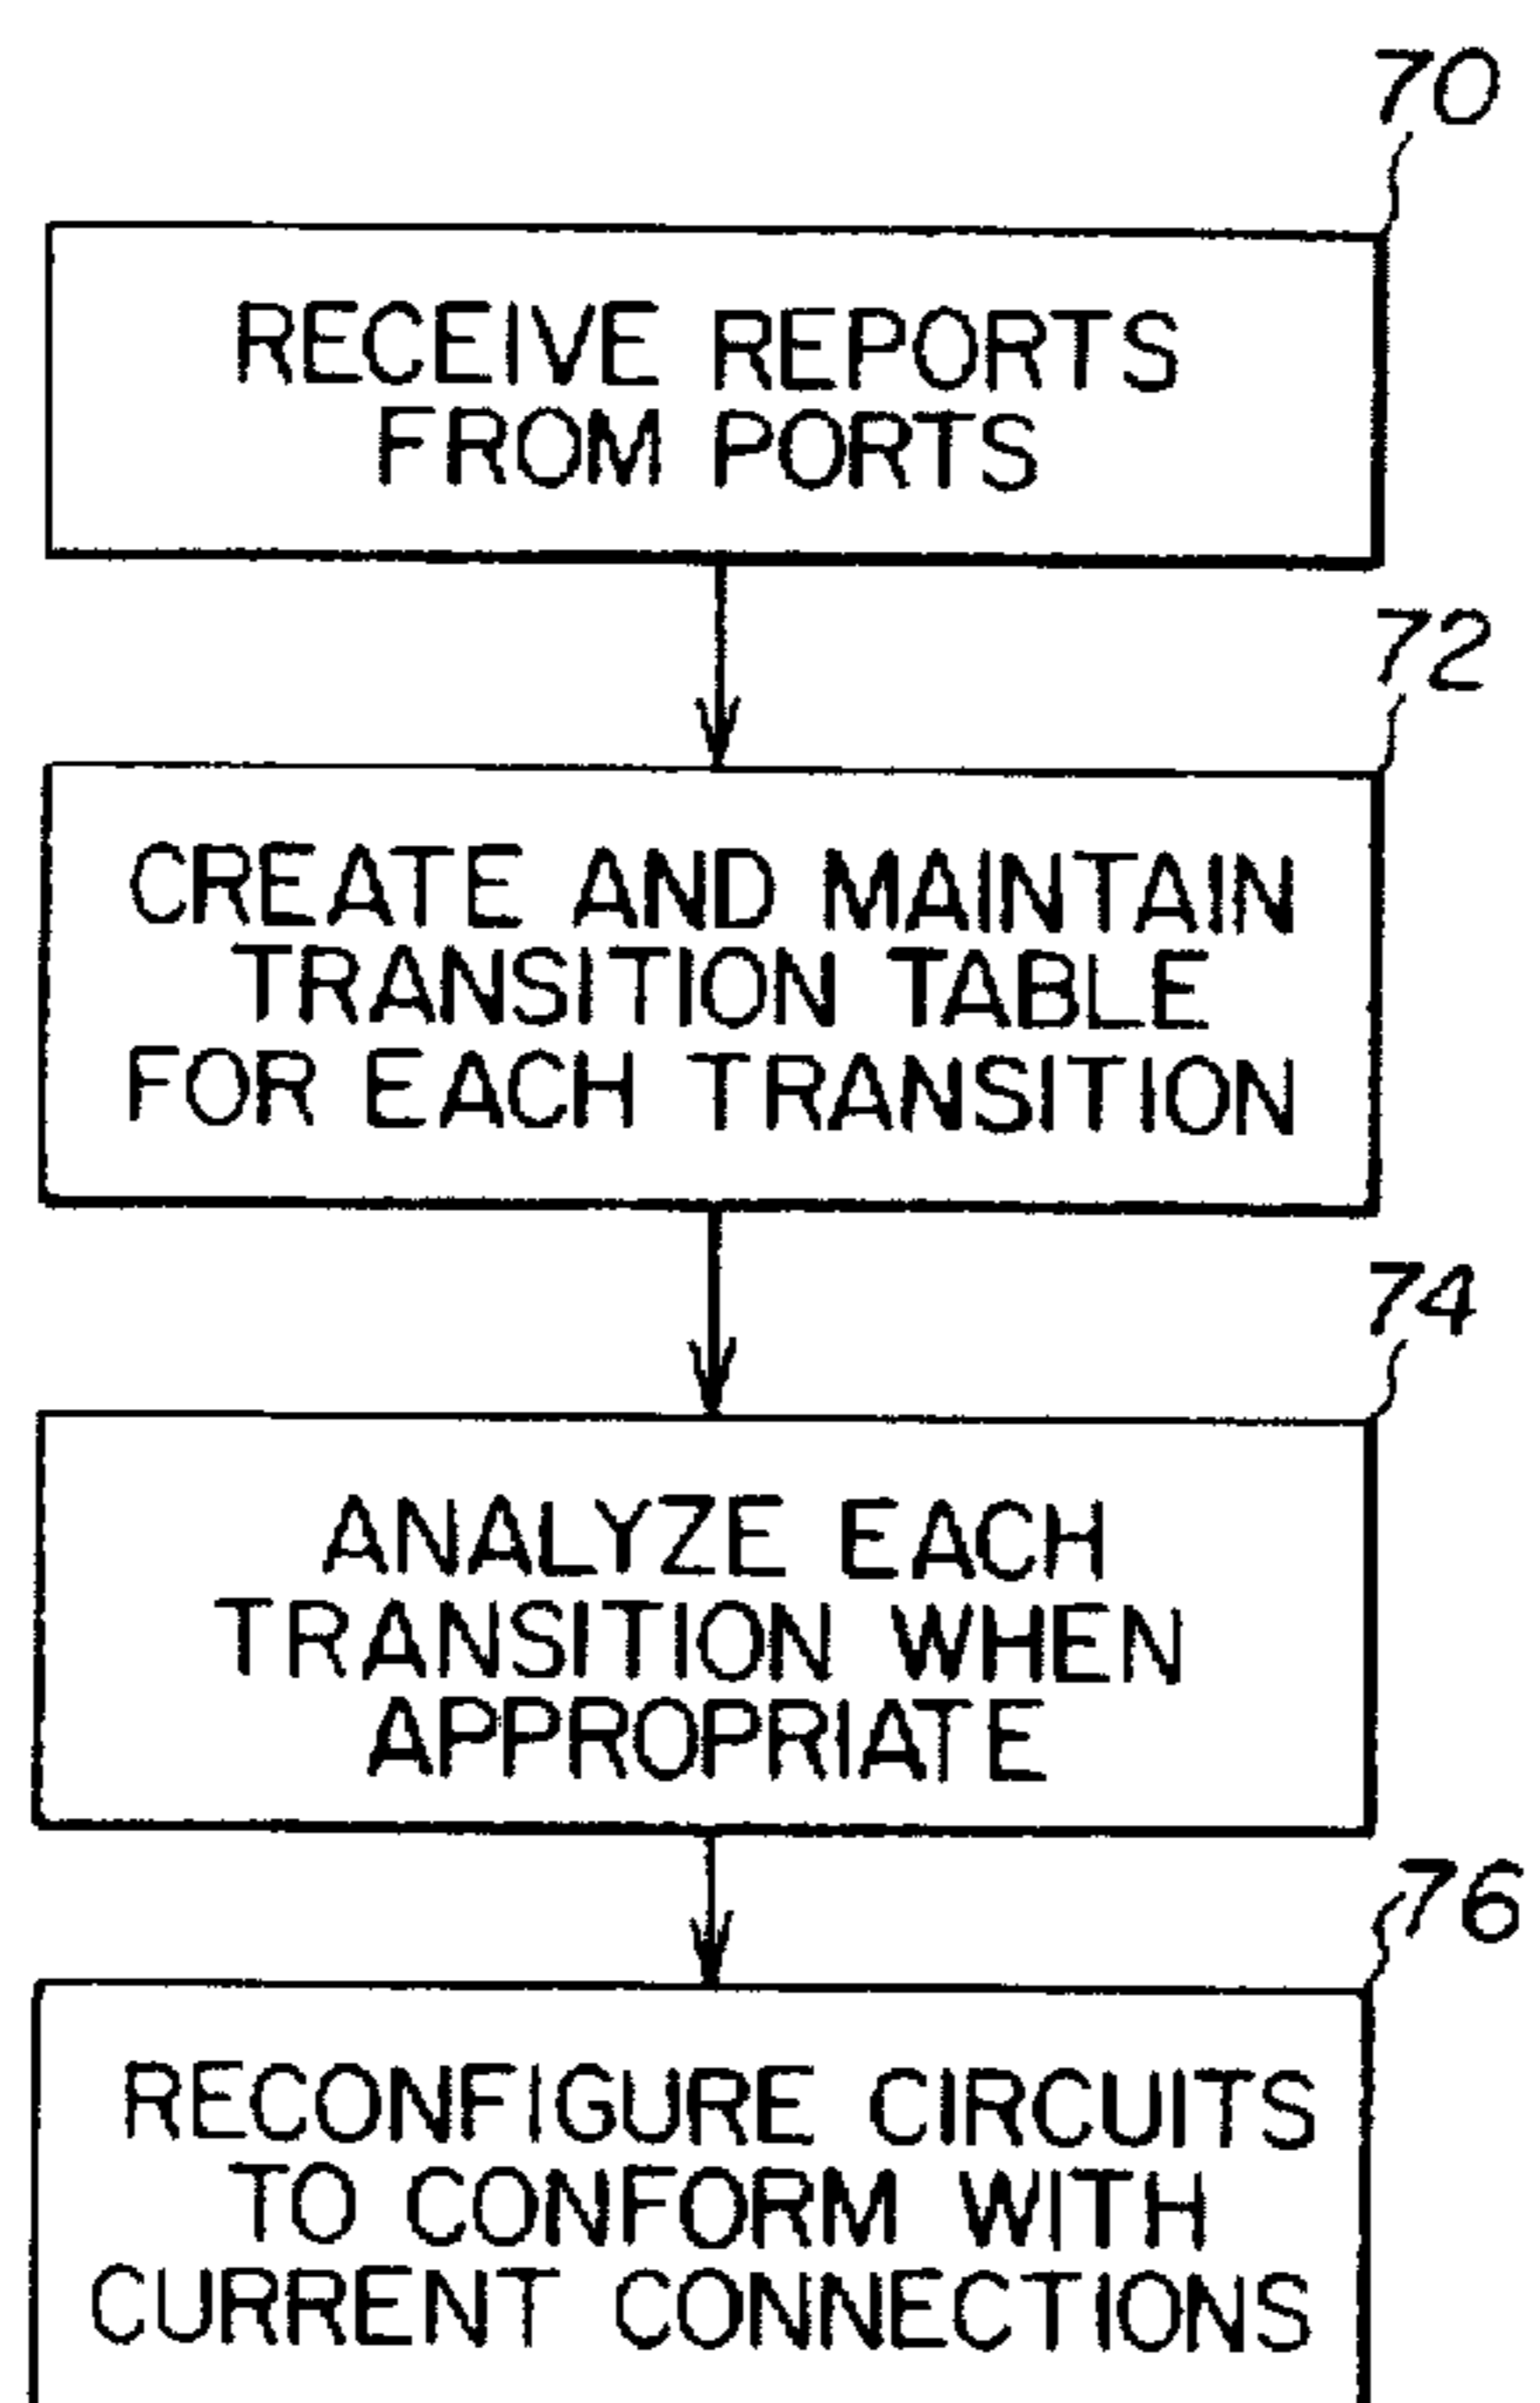 70
RECEIVE REPORTS
FROM PORTS
72
CREATE AND MAINTAIN
TRANSITION TABLE
FOR EACH TRANSITION
74
ANALYZE EACH
TRANSITION WHEN
APPROPRIATE
76
RECONFIGURE CIRCUITS
TO CONFORM WITH
CURRENT CONNECTIONS